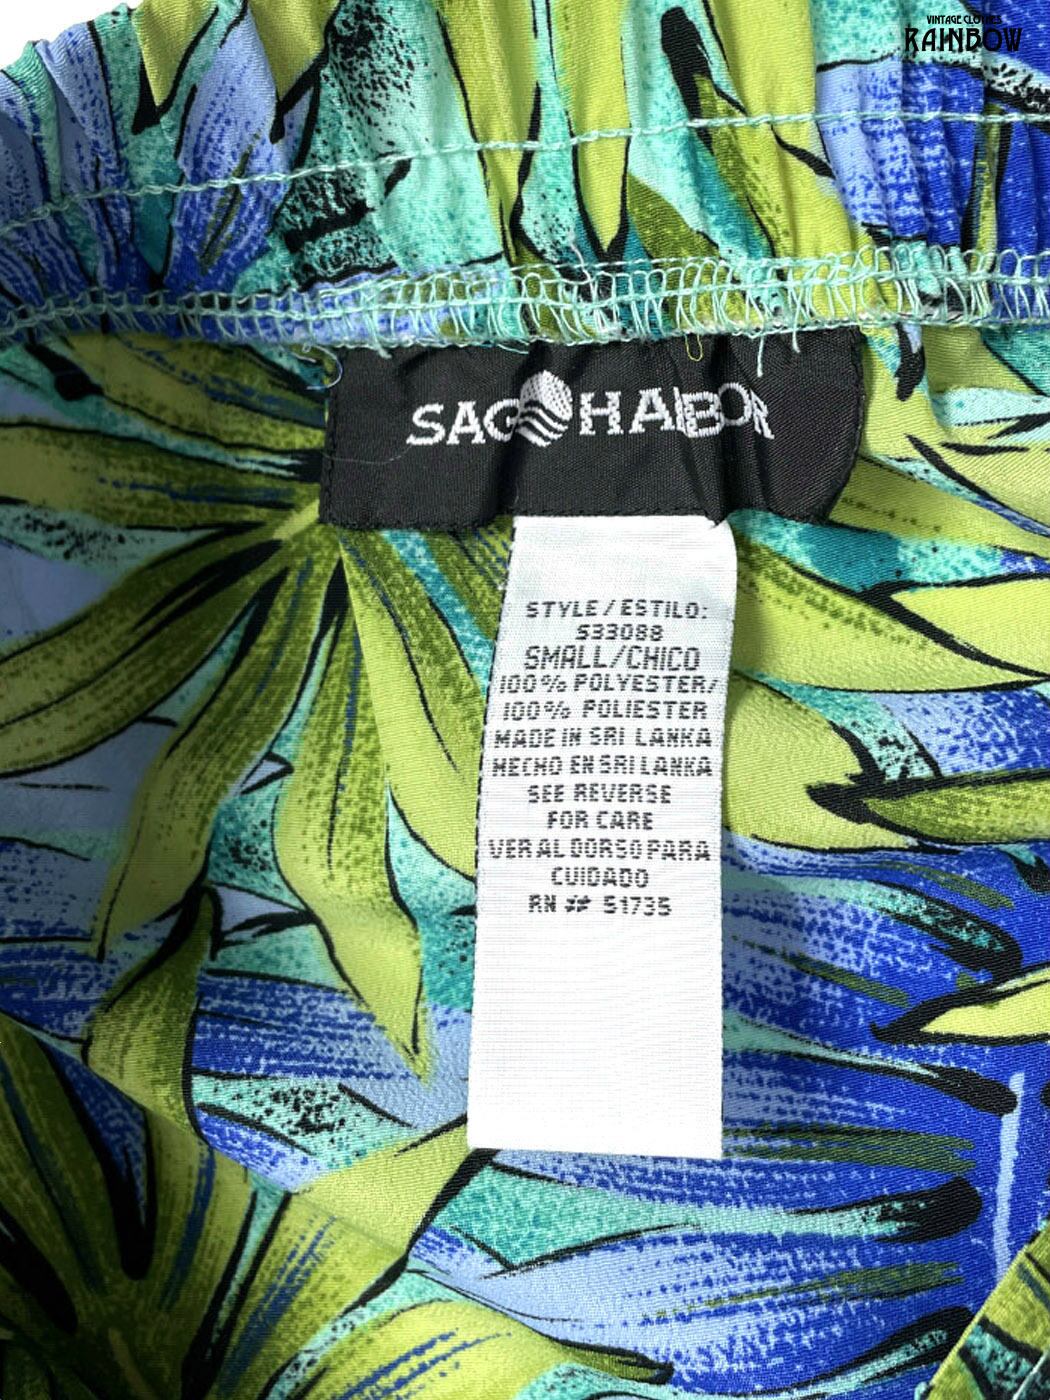 VINTAGE CLOTHES
RAINBOW
SAG HARBOR
STYLE / ESTILO:
S33088
SMALL/CHICO
100% POLYESTER/
100% POLIESTER
MADE IN SRI LANKA
HECHO EN SRI LANKA
SEE REVERSE
FOR CARE
VER AL DORSO PARA
CUIDADO
RN ## 51735